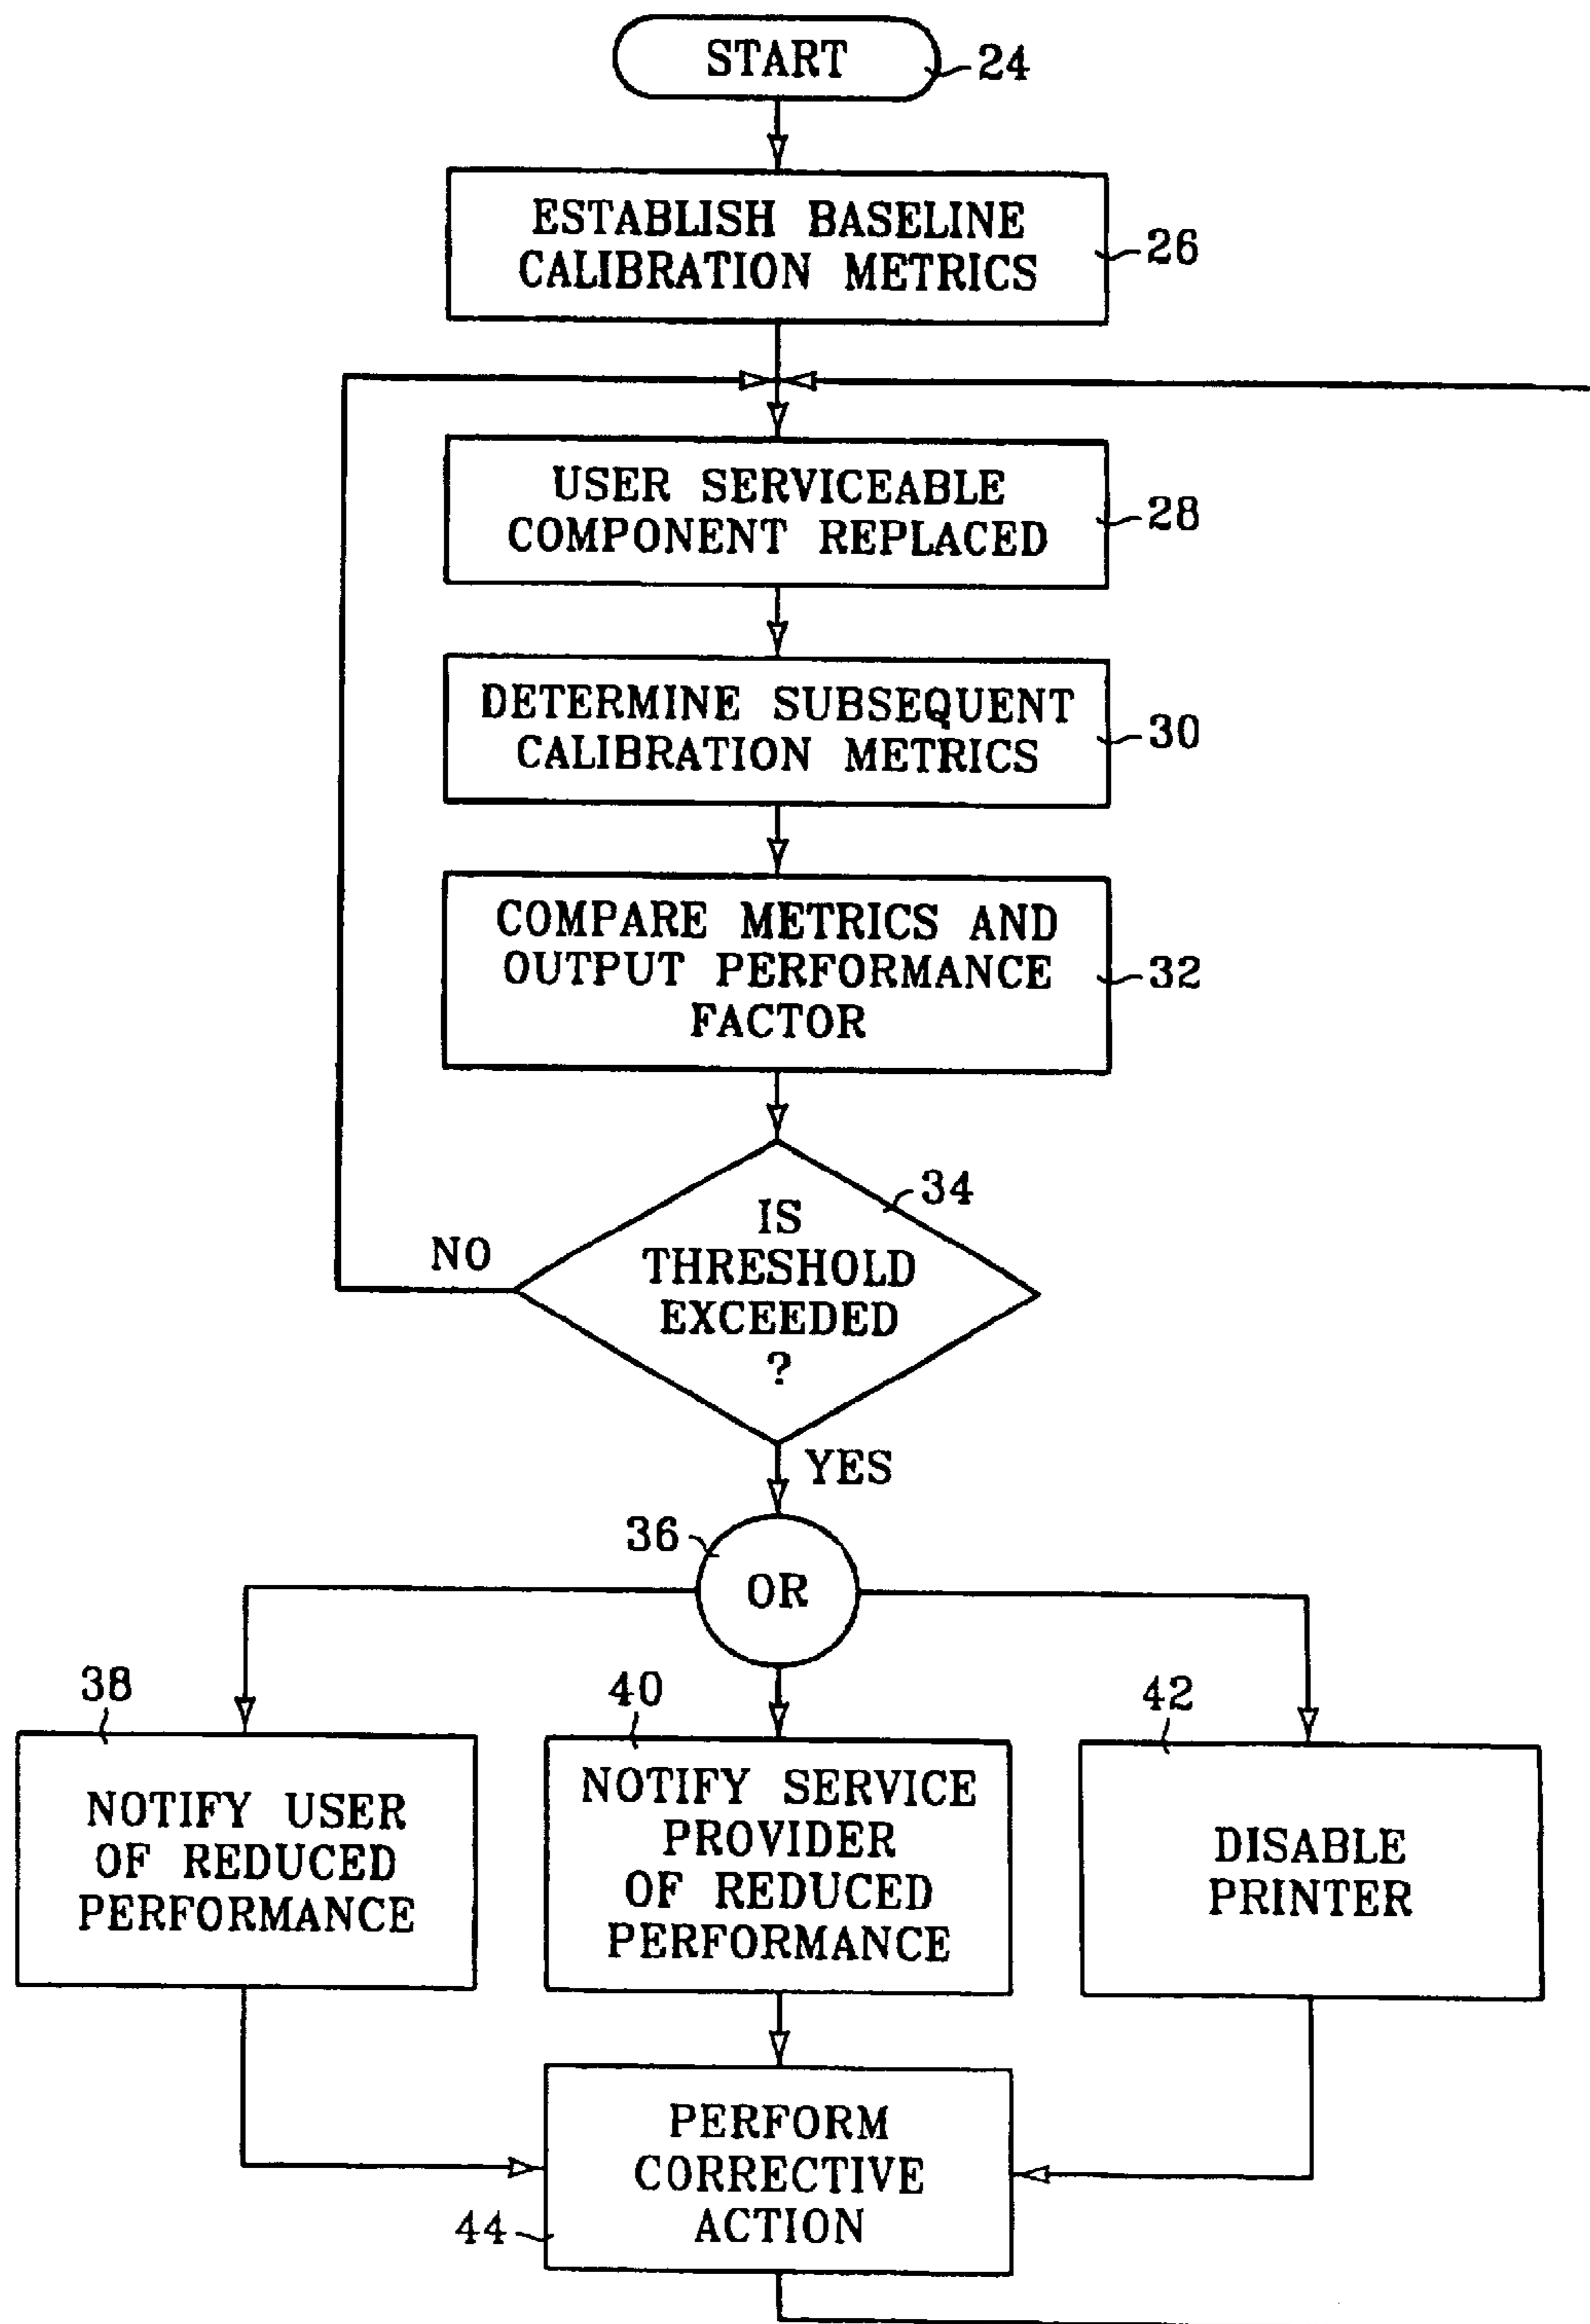 START
24
ESTABLISH BASELINE
CALIBRATION METRICS
26
USER SERVICEABLE
COMPONENT REPLACED
28
DETERMINE SUBSEQUENT
CALIBRATION METRICS
30
COMPARE METRICS AND
OUTPUT PERFORMANCE
FACTOR
32
34
IS
THRESHOLD
EXCEEDED
?
NO
YES
36
OR
38
NOTIFY USER
OF REDUCED
PERFORMANCE
40
NOTIFY SERVICE
PROVIDER
OF REDUCED
PERFORMANCE
42
DISABLE
PRINTER
PERFORM
CORRECTIVE
ACTION
44